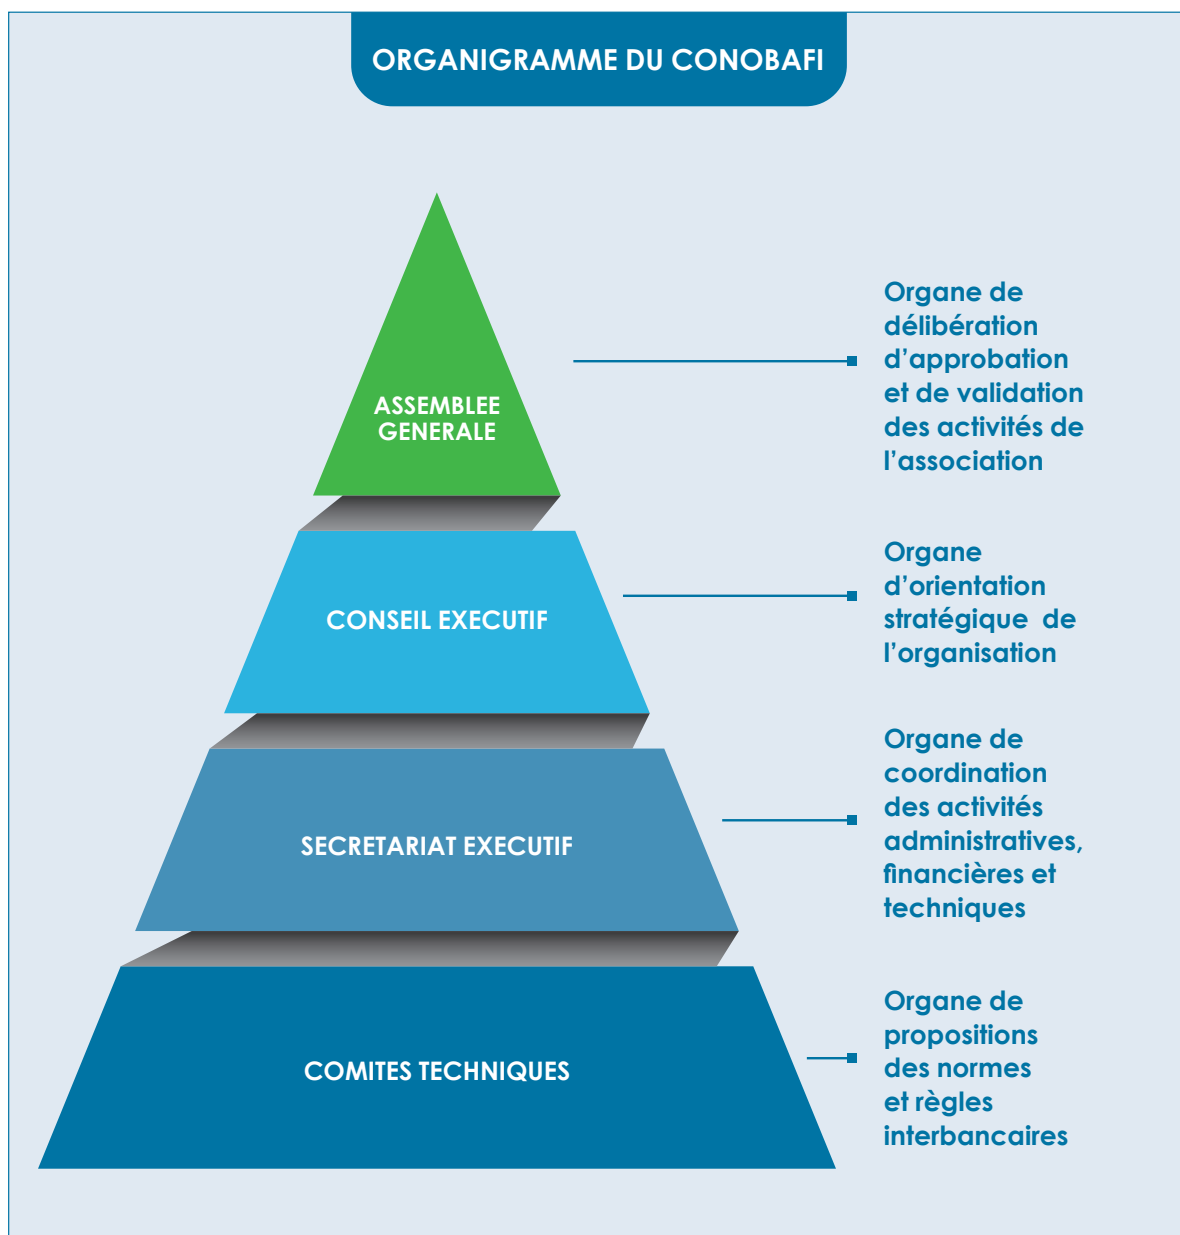 ORGANIGRAMME DU CONOBAFI
ASSEMBLEE
GENERALE
Organe de
délibération
d’approbation
et de validation
des activités de
l’association
CONSEIL EXECUTIF
Organe
d’orientation
stratégique de
l’organisation
SECRETARIAT EXECUTIF
Organe de
coordination
des activités
administratives,
financières et
techniques
COMITES TECHNIQUES
Organe de
propositions
des normes
et règles
interbancaires